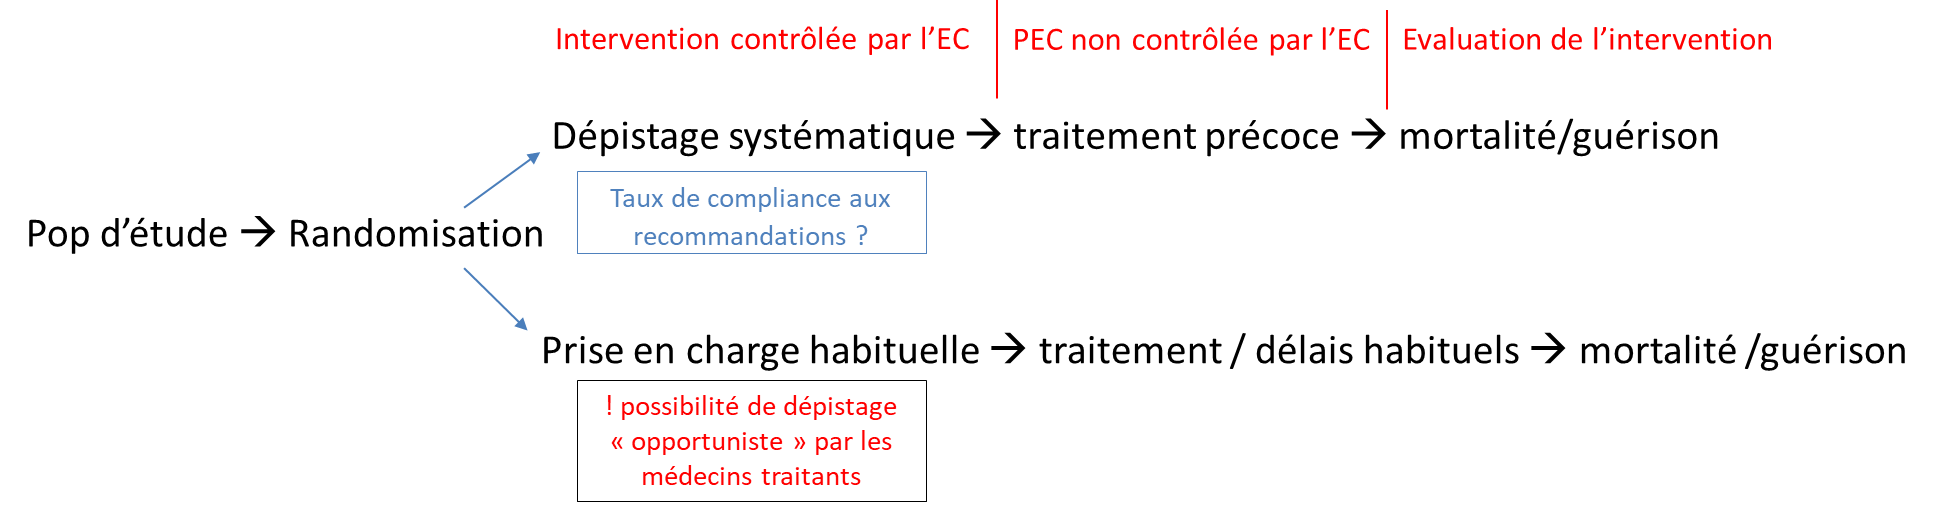 Intervention contrôlée par l’EC
PEC non contrôlée par l’EC
Evaluation de l’intervention
Dépistage systématique → traitement précoce → mortalité/guérison
Taux de compliance aux
recommandations ?
Pop d’étude → Randomisation
Prise en charge habituelle → traitement / délais habituels → mortalité /guérison
! possibilité de dépistage
« opportuniste » par les
médecins traitants